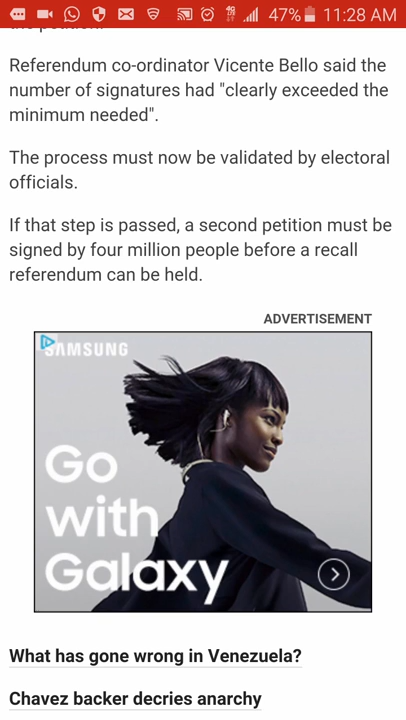 47% 11:28 AM
Referendum co-ordinator Vicente Bello said the
number of signatures had "clearly exceeded the
minimum needed".
The process must now be validated by electoral
officials.
If that step is passed, a second petition must be
signed by four million people before a recall
referendum can be held.
ADVERTISEMENT
SAMSUNG
Go
with
Galaxy
What has gone wrong in Venezuela?
Chavez backer decries anarchy